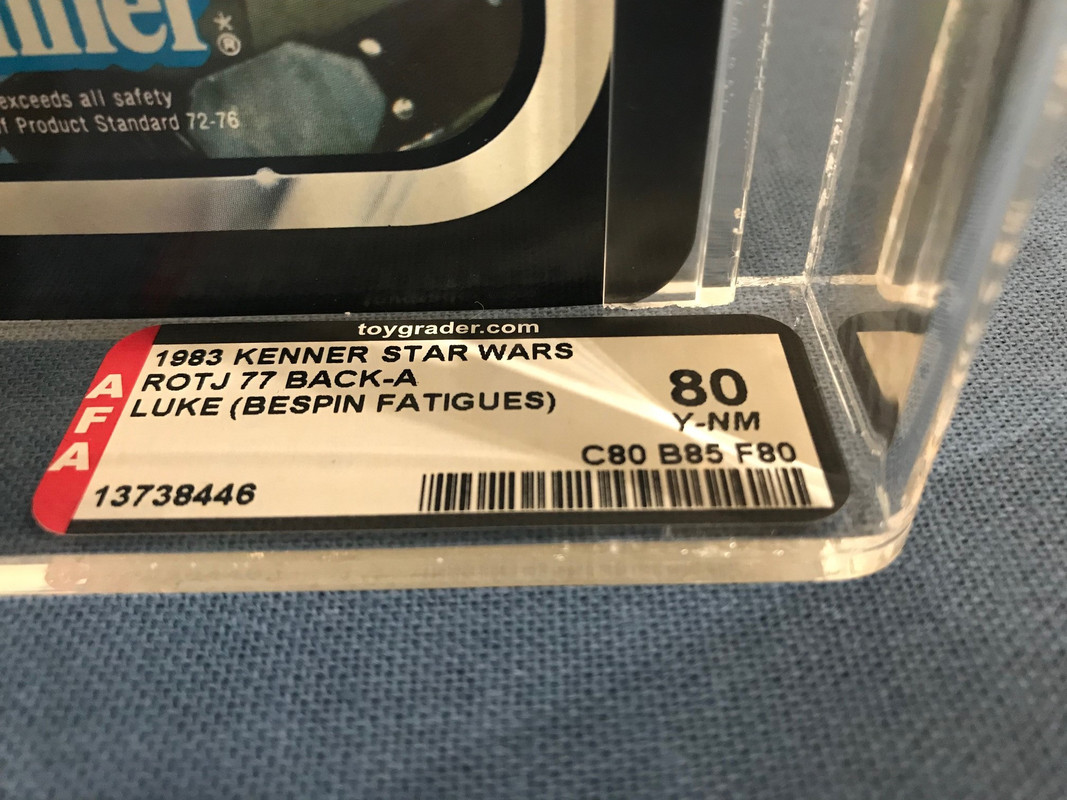 *
®
exceeds all safety
Product Standard 72-76
toygrader.com
1983 KENNER STAR WARS
ROTJ 77 BACK-A
LUKE (BESPIN FATIGUES)
80
Y-NM
C80 B85 F80
AFA
13738446